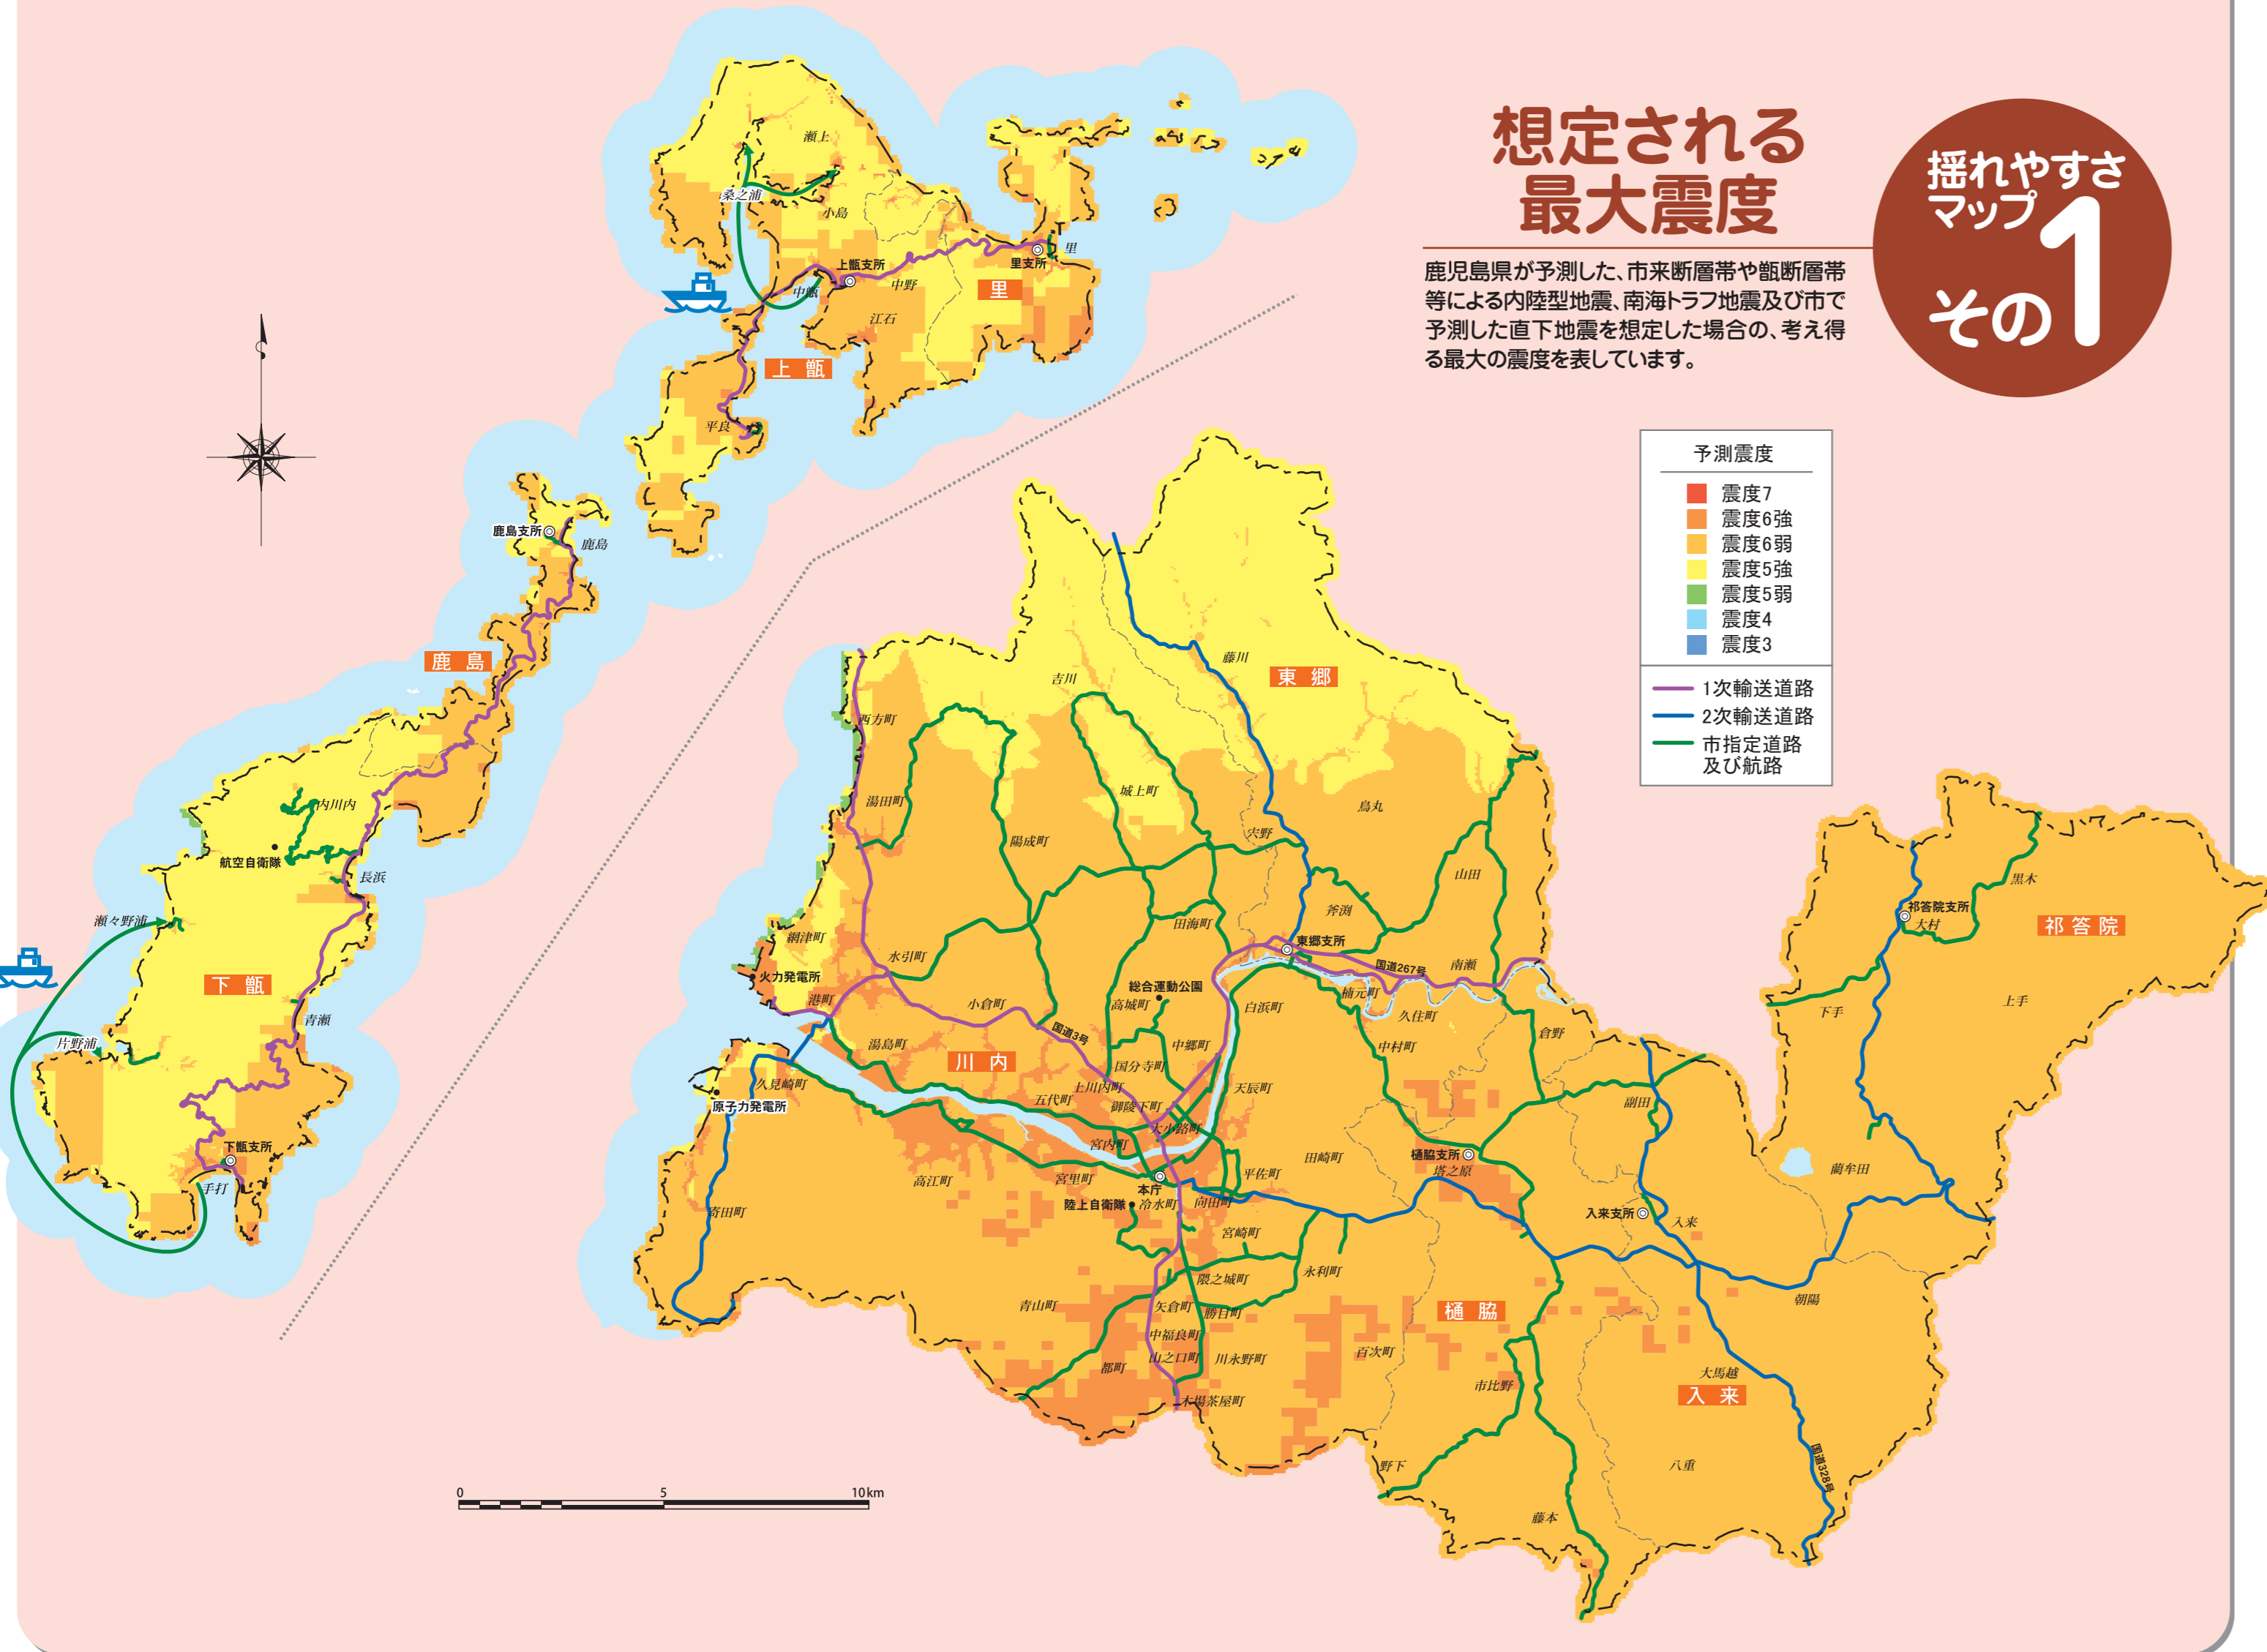 想定される
最大震度
揺れやすさ
マップ
その1
鹿児島県が予測した、市来断層帯や甑断層帯
等による内陸型地震、南海トラフ地震及び市で
予測した直下地震を想定した場合の、考え得
る最大の震度を表しています。
予測震度
震度7
震度6強
震度6弱
震度5強
震度5弱
震度4
震度3
1次輸送道路
2次輸送道路
市指定道路
及び航路
瀬上
桑之浦
小島
里
里支所
上甑支所
中甑
中野
里
江石
上甑
平良
鹿島支所
鹿島
鹿島
内川内
航空自衛隊
長浜
瀬々野浦
下甑
青瀬
片野浦
下甑支所
手打
藤川
東郷
吉川
西方町
湯田町
城上町
鳥丸
宍野
陽成町
山田
黒木
斧渕
祁答院支所
大村
祁答院
田海町
網津町
東郷支所
水引町
国道267号
南瀬
火力発電所
総合運動公園
楠元町
港町
小倉町
高城町
白浜町
久住町
上手
下手
国道3号
倉野
湯島町
中郷町
中村町
川内
国分寺町
久見崎町
上川内町
天辰町
五代町
御陵下町
副田
原子力発電所
大小路町
宮内町
田崎町
樋脇支所
塔之原
藺牟田
高江町
宮里町
平佐町
本庁
陸上自衛隊
冷水町
向田町
寄田町
入来支所
入来
宮崎町
永利町
隈之城町
青山町
矢倉町
勝目町
樋脇
朝陽
中福良町
山之口町
川永野町
百次町
都町
大馬越
市比野
入来
木場茶屋町
野下
八重
国道328号
藤本
0 5 10km